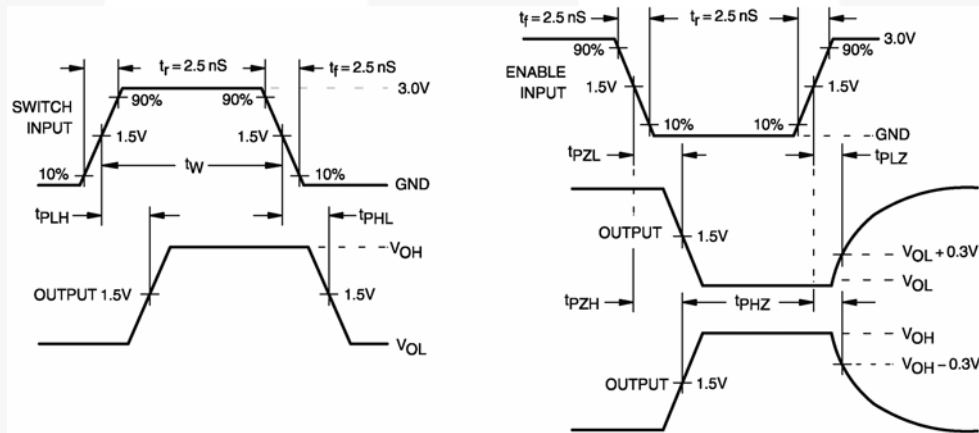 tr = 2.5 nS
tf = 2.5 nS
3.0V
SWITCH
INPUT
90%
90%
1.5V
1.5V
tW
10%
10%
GND
tPLH
tPHL
VOH
OUTPUT 1.5V
1.5V
VOL
tf = 2.5 nS
tr = 2.5 nS
3.0V
90%
90%
ENABLE
INPUT
1.5V
1.5V
10%
10%
GND
tPZL
tPLZ
OUTPUT
1.5V
VOL + 0.3V
VOL
tPZH
tPHZ
VOH
VOH – 0.3V
OUTPUT
1.5V